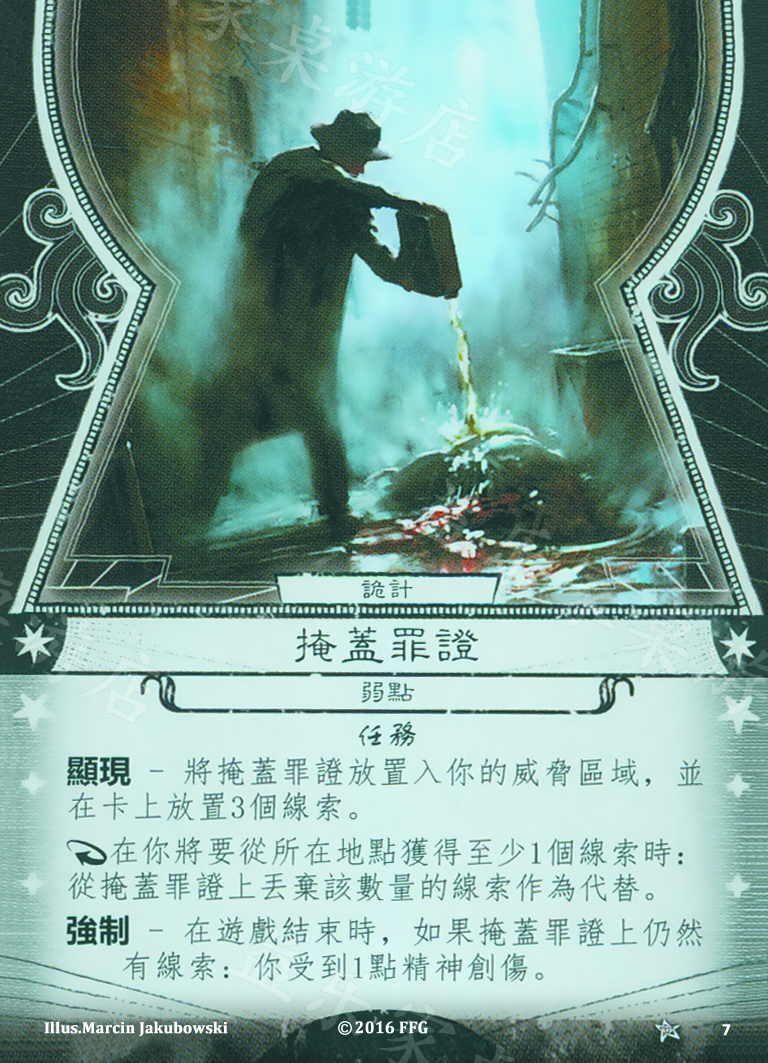 詭計
掩蓋罪證
弱點
任務
顯現 – 將掩蓋罪證放置入你的威脅區域，並
在卡上放置3個線索。
在你將要從所在地點獲得至少1個線索時：
從掩蓋罪證上丟棄該數量的線索作為代替。
強制 – 在遊戲結束時，如果掩蓋罪證上仍然
有線索：你受到1點精神創傷。
Illus.Marcin Jakubowski ©2016 FFG 7